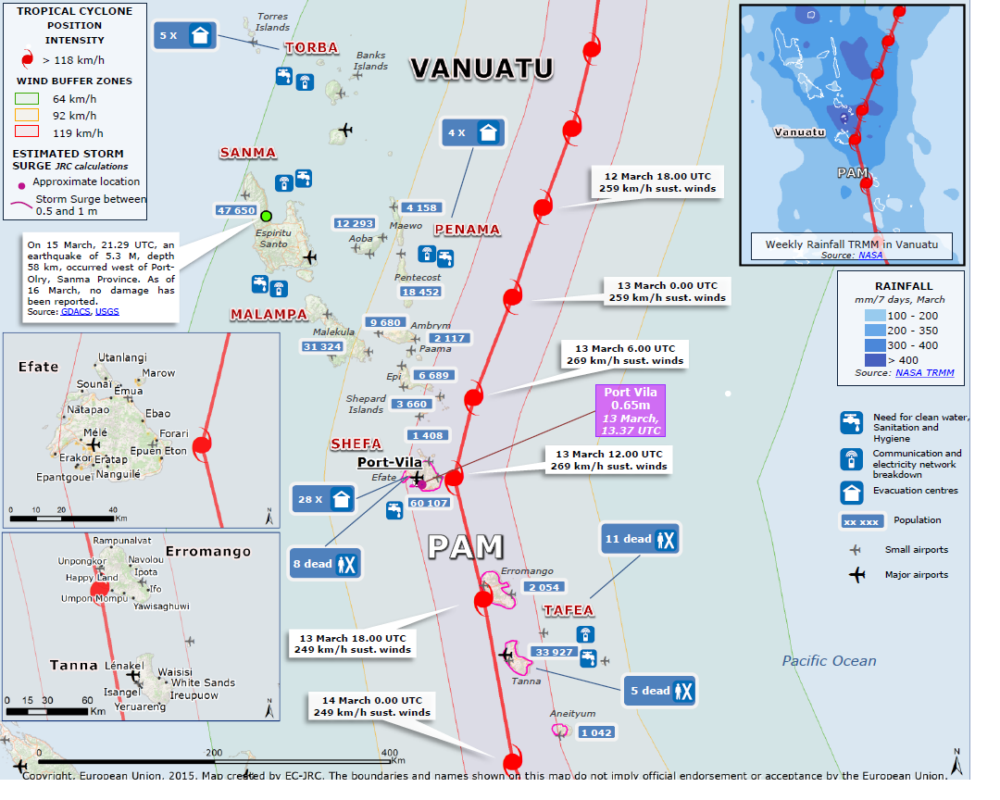 TROPICAL CYCLONE
POSITION
INTENSITY
> 118 km/h
WIND BUFFER ZONES
64 km/h
92 km/h
119 km/h
ESTIMATED STORM
SURGE JRC calculations
Approximate location
Storm Surge between
0.5 and 1 m
5 X
Torres
Islands
TORBA
Banks
Islands
VANUATU
4 X
SANMA
47 650
Espiritu
Santo
4 158
12 293
Maewo
Aoba
PENAMA
Pentecost
18 452
MALAMPA
9 680
Ambrym
Malekula
2 117
31 324
Paama
Epi
6 689
Shepard
Islands
3 660
1 408
SHEFA
Port-Vila
Efate
28 X
60 107
8 dead
PAM
11 dead
Erromango
2 054
TAFEA
33 927
Tanna
5 dead
Aneityum
1 042
12 March 18.00 UTC
259 km/h sust. winds
13 March 0.00 UTC
259 km/h sust. winds
13 March 6.00 UTC
269 km/h sust. winds
Port Vila
0.65m
13 March,
13.37 UTC
13 March 12.00 UTC
269 km/h sust. winds
13 March 18.00 UTC
249 km/h sust. winds
14 March 0.00 UTC
249 km/h sust. winds
On 15 March, 21.29 UTC, an
earthquake of 5.3 M, depth
58 km, occurred west of Port-
Olry, Sanma Province. As of
16 March, no damage has
been reported.
Source: GDACS, USGS
Efate
Utanlangi
Marow
Sounai
Emua
Natapao
Ebao
Mélé
Forari
Epuen
Eton
Erakor
Eratap
Epantgouei
Nanguilé
0 10 20 40
Km
N
Rampunalvat
Erromango
Unpongkor
Navolou
Ipota
Happy Land
Ifo
Umpon Mompu
Yawisaghuwi
Tanna
Lénakel
Waisisi
White Sands
Isangel
Ireupuow
Yeruareng
0 15 30 60
Km
N
Vanuatu
PAM
Weekly Rainfall TRMM in Vanuatu
Source: NASA
RAINFALL
mm/7 days, March
100 - 200
200 - 350
300 - 400
> 400
Source: NASA TRMM
Need for clean water,
Sanitation and
Hygiene
Communication and
electricity network
breakdown
Evacuation centres
xx xxx
Population
Small airports
Major airports
Pacific Ocean
0 200 400
Km
N
Copyright, European Union, 2015. Map created by EC-JRC. The boundaries and names shown on this map do not imply official endorsement or acceptance by the European Union.